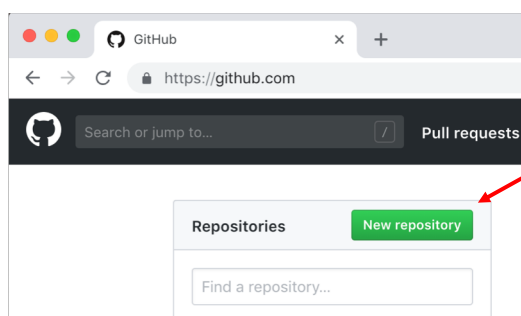 GitHub
https://github.com
Search or jump to...
/
Pull requests
Repositories
New repository
Find a repository...